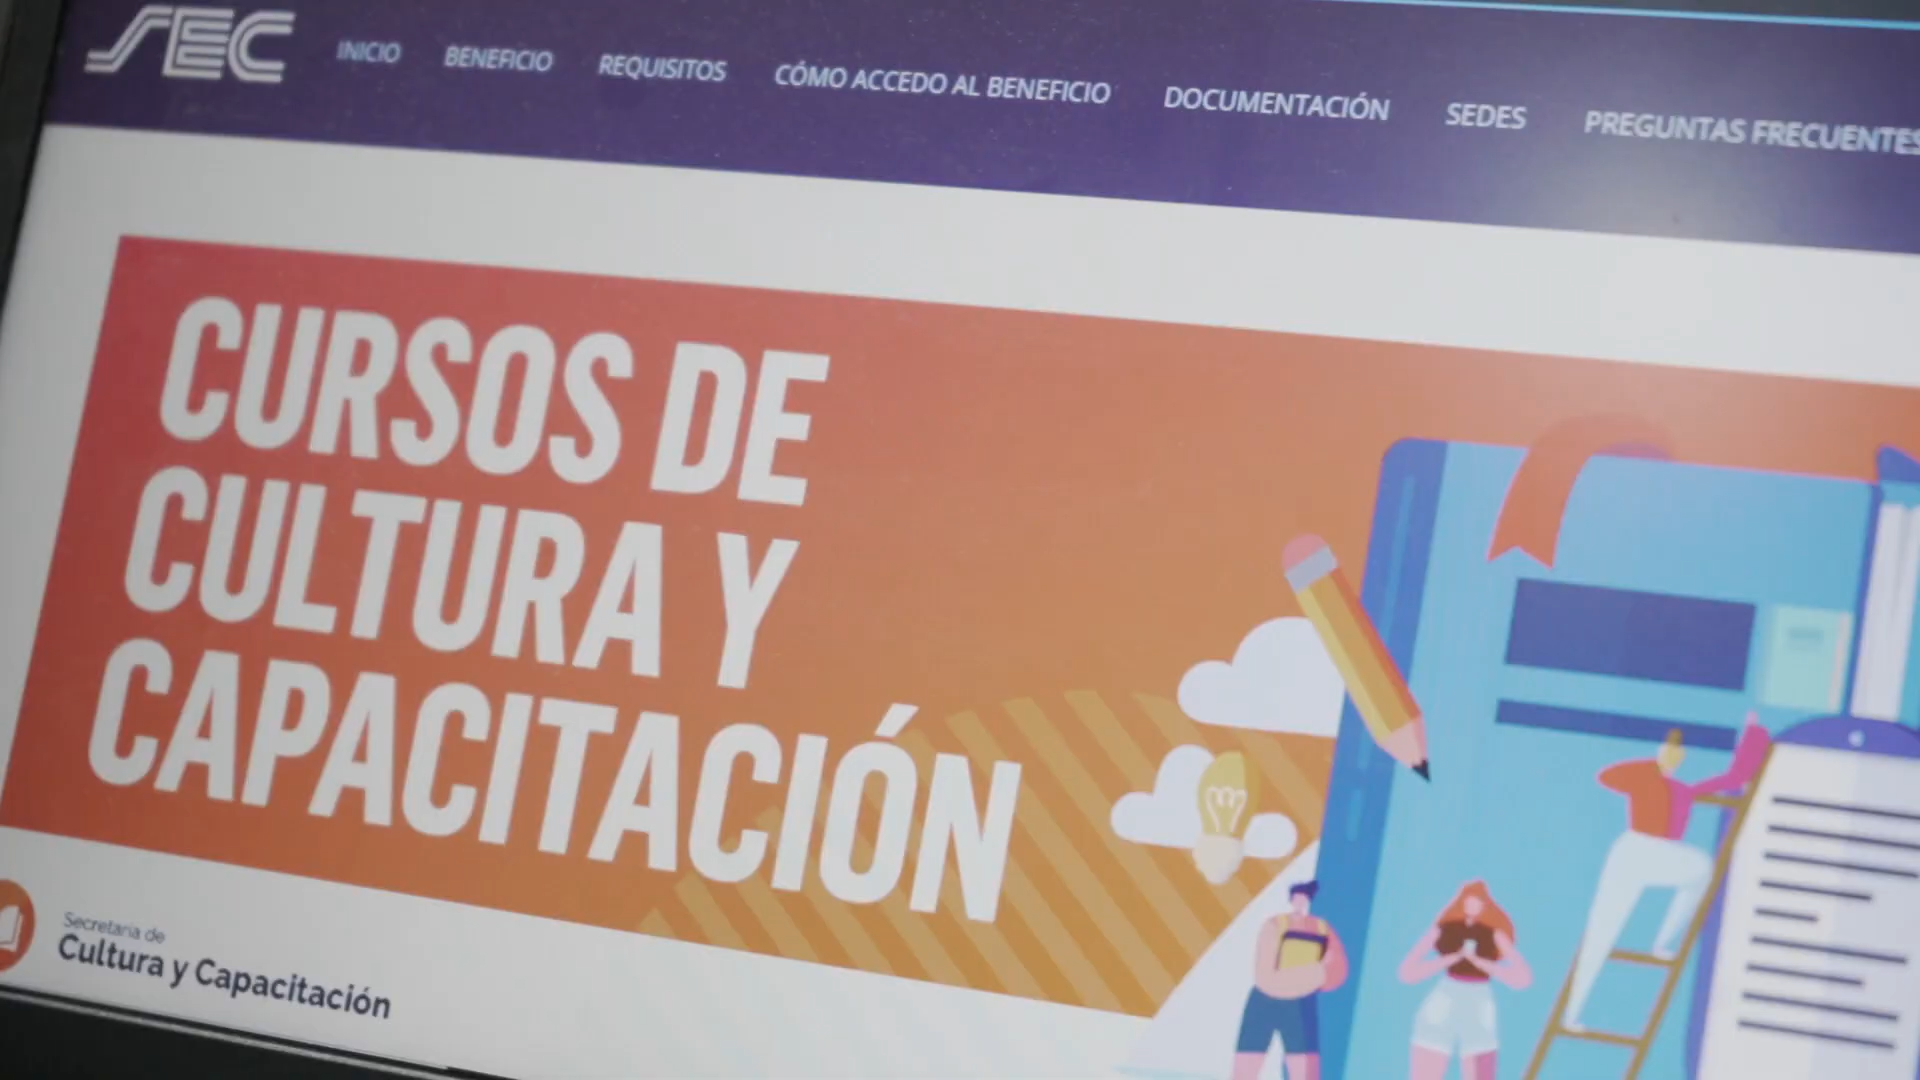 SEC
INICIO BENEFICIO REQUISITOS CÓMO ACCEDO AL BENEFICIO DOCUMENTACIÓN SEDES PREGUNTAS FRECUENTES
CURSOS DE
CULTURA Y
CAPACITACIÓN
Secretaría de
Cultura y Capacitación